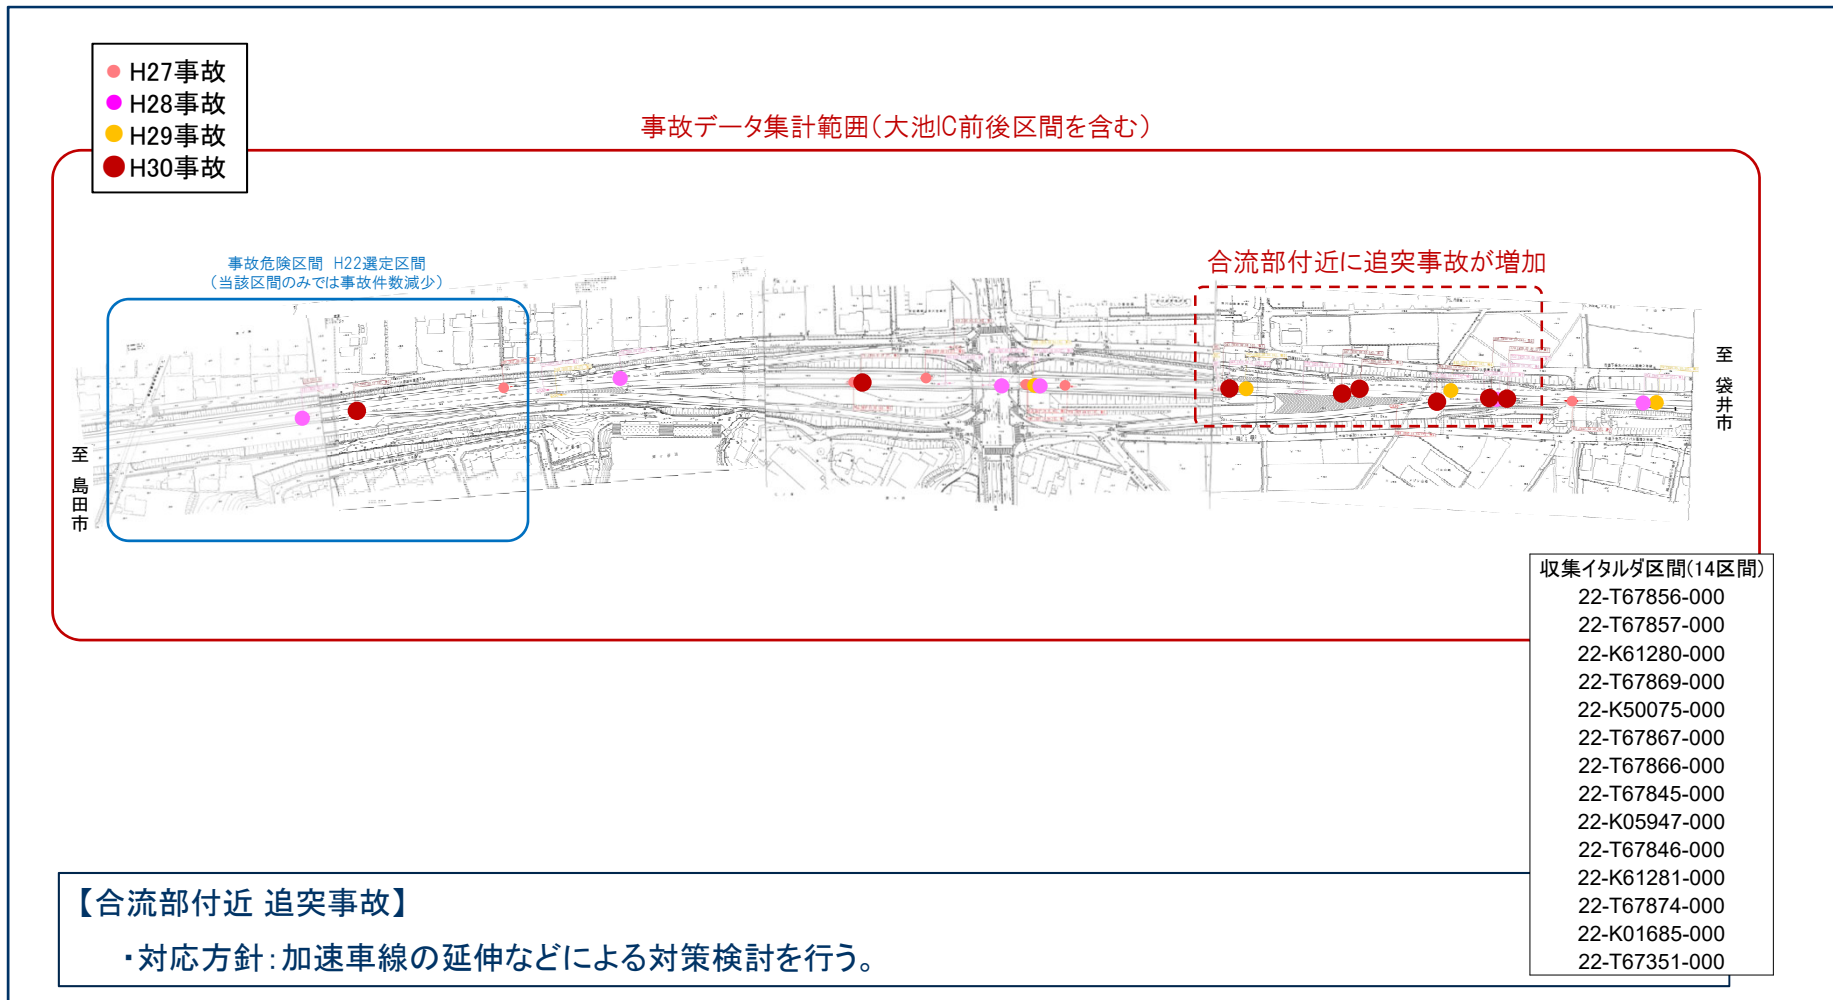 H27事故
H28事故
H29事故
H30事故
事故データ集計範囲(大池IC前後区間を含む)
事故危険区間 H22選定区間
(当該区間のみでは事故件数減少)
合流部付近に追突事故が増加
至 島田市
至 袋井市
収集イタルダ区間(14区間)
22-T67856-000
22-T67857-000
22-K61280-000
22-T67869-000
22-K50075-000
22-T67867-000
22-T67866-000
22-T67845-000
22-K05947-000
22-T67846-000
22-K61281-000
22-T67874-000
22-K01685-000
22-T67351-000
【合流部付近 追突事故】
・対応方針:加速車線の延伸などによる対策検討を行う。